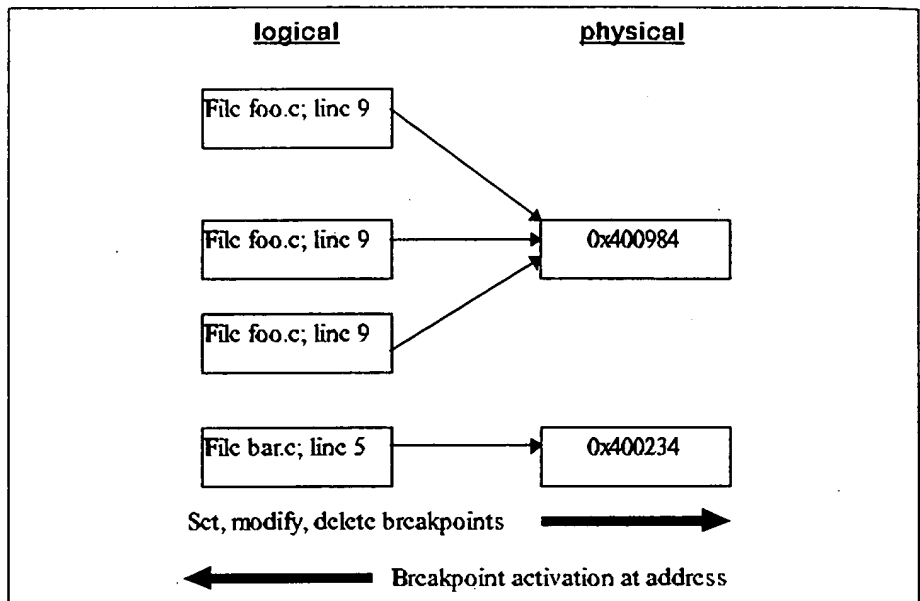 logical physical
File foo.c; line 9
File foo.c; line 9 0x400984
File foo.c; line 9
File bar.c; line 5 0x400234
Set, modify, delete breakpoints
Breakpoint activation at address